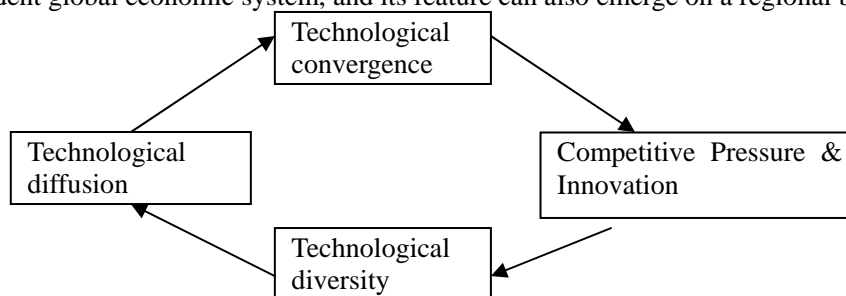 dent global economic system, and its feature can also emerge on a regional b
Technological
convergence
Technological
diffusion
Competitive Pressure &
Innovation
Technological
diversity